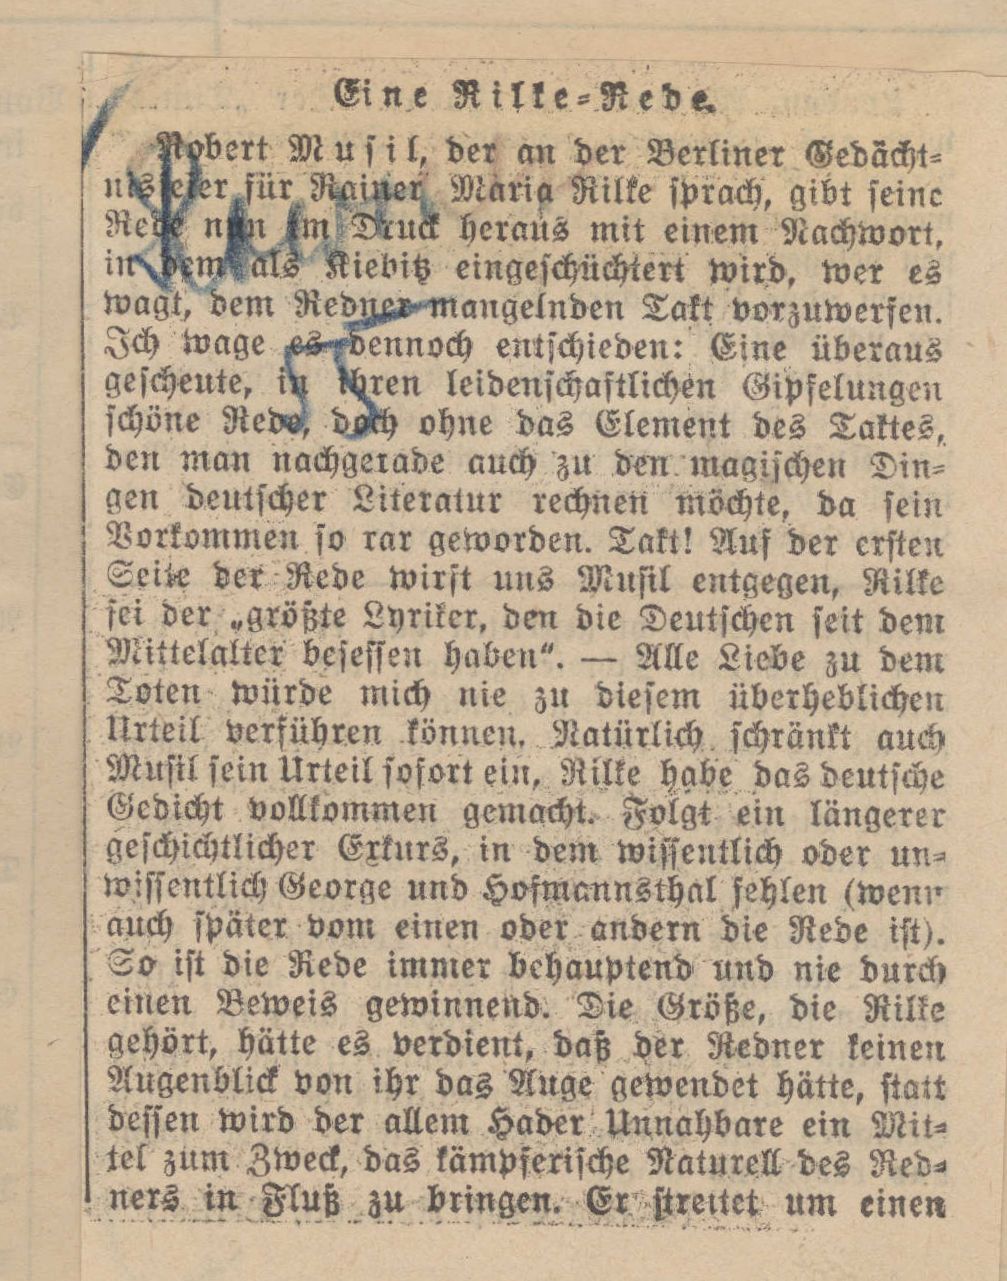 Eine Rilke-Rede.
Robert Musil, der an der Berliner Gedächt-
nisfeier für Rainer Maria Rilke sprach, gibt seine
Rede nun im Druck heraus mit einem Nachwort,
in dem als Kiebitz eingeschüchtert wird, wer es
wagt, dem Redner mangelnden Takt vorzuwerfen.
Ich wage es dennoch entschieden: Eine überaus
gescheute, in ihren leidenschaftlichen Gipfelungen
schöne Rede, doch ohne das Element des Taktes,
den man nachgerade auch zu den magischen Din-
gen deutscher Literatur rechnen möchte, da sein
Vorkommen so rar geworden. Takt! Auf der ersten
Seite der Rede wirft uns Musil entgegen, Rilke
sei der „größte Lyriker, den die Deutschen seit dem
Mittelalter besessen haben“. — Alle Liebe zu dem
Toten würde mich nie zu diesem überheblichen
Urteil verführen können. Natürlich schränkt auch
Musil sein Urteil sofort ein, Rilke habe das deutsche
Gedicht vollkommen gemacht. Folgt ein längerer
geschichtlicher Exkurs, in dem wissentlich oder un-
wissentlich George und Hofmannsthal fehlen (wenn
auch später vom einen oder andern die Rede ist).
So ist die Rede immer behauptend und nie durch
einen Beweis gewinnend. Die Größe, die Rilke
gehört, hätte es verdient, daß der Redner keinen
Augenblick von ihr das Auge gewendet hätte, statt
dessen wird der allem Hader Unnahbare ein Mit-
tel zum Zweck, das kämpferische Naturell des Red-
ners in Fluß zu bringen. Er streitet um einen